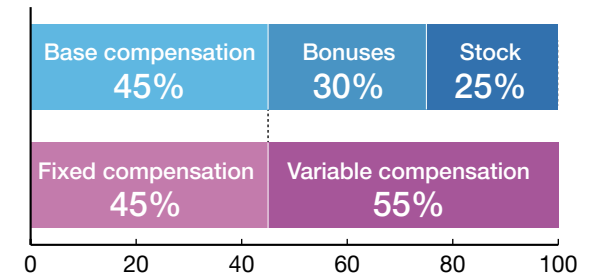 Base compensation
45%
Bonuses
30%
Stock
25%
Fixed compensation
45%
Variable compensation
55%
0 20 40 60 80 100